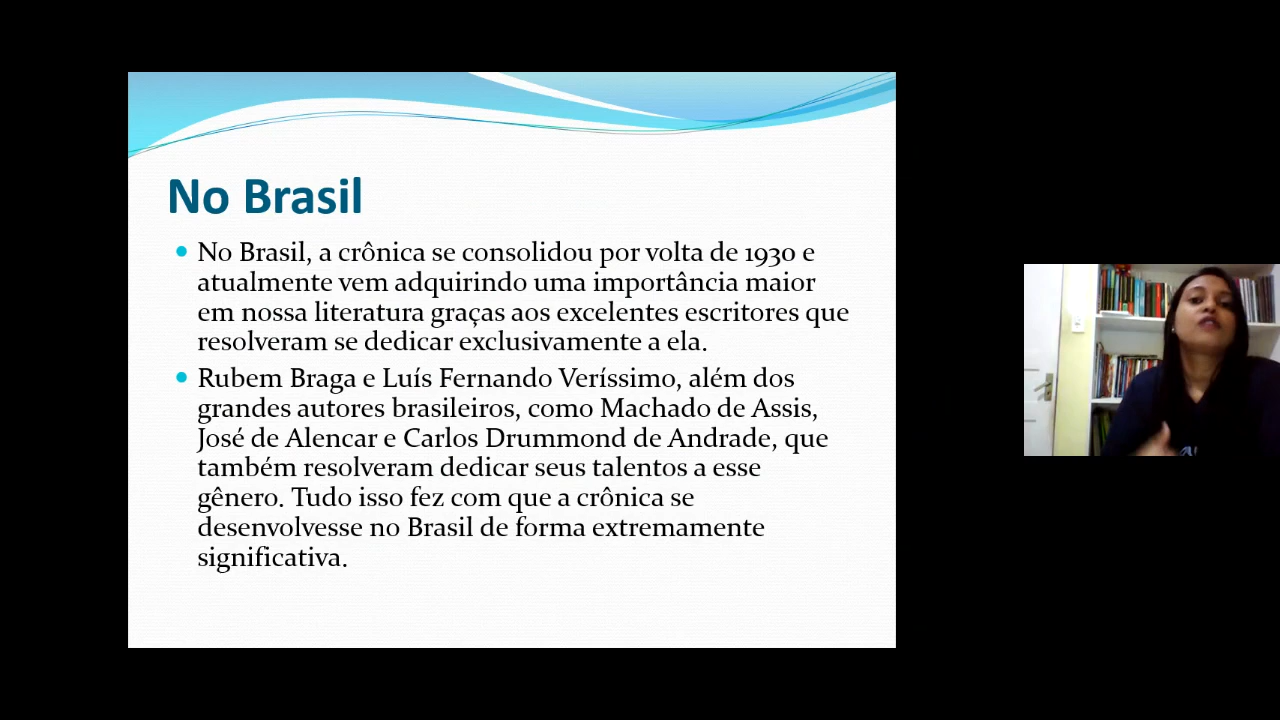 No Brasil
No Brasil, a crônica se consolidou por volta de 1930 e
atualmente vem adquirindo uma importância maior
em nossa literatura graças aos excelentes escritores que
resolveram se dedicar exclusivamente a ela.
Rubem Braga e Luís Fernando Veríssimo, além dos
grandes autores brasileiros, como Machado de Assis,
José de Alencar e Carlos Drummond de Andrade, que
também resolveram dedicar seus talentos a esse
gênero. Tudo isso fez com que a crônica se
desenvolvesse no Brasil de forma extremamente
significativa.